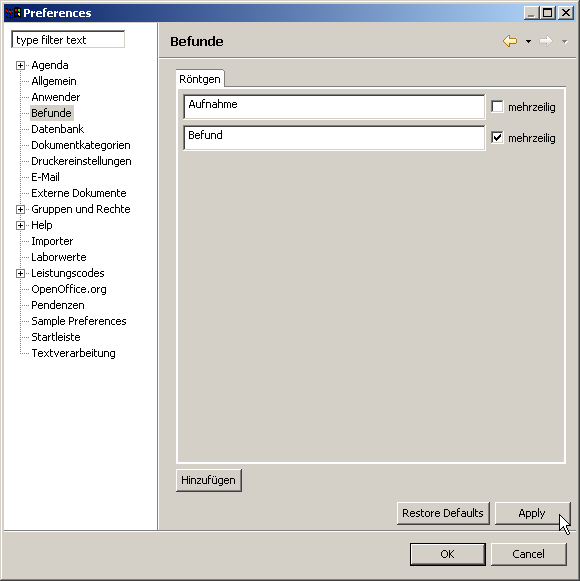 Preferences
type filter text
Befunde
Agenda
Allgemein
Anwender
Befunde
Datenbank
Dokumentkategorien
Druckereinstellungen
E-Mail
Externe Dokumente
Gruppen und Rechte
Help
Importer
Laborwerte
Leistungscodes
OpenOffice.org
Pendenzen
Sample Preferences
Startleiste
Textverarbeitung
Röntgen
Aufnahme mehrzeilig
Befund mehrzeilig
Hinzufügen
Restore Defaults Apply
OK Cancel